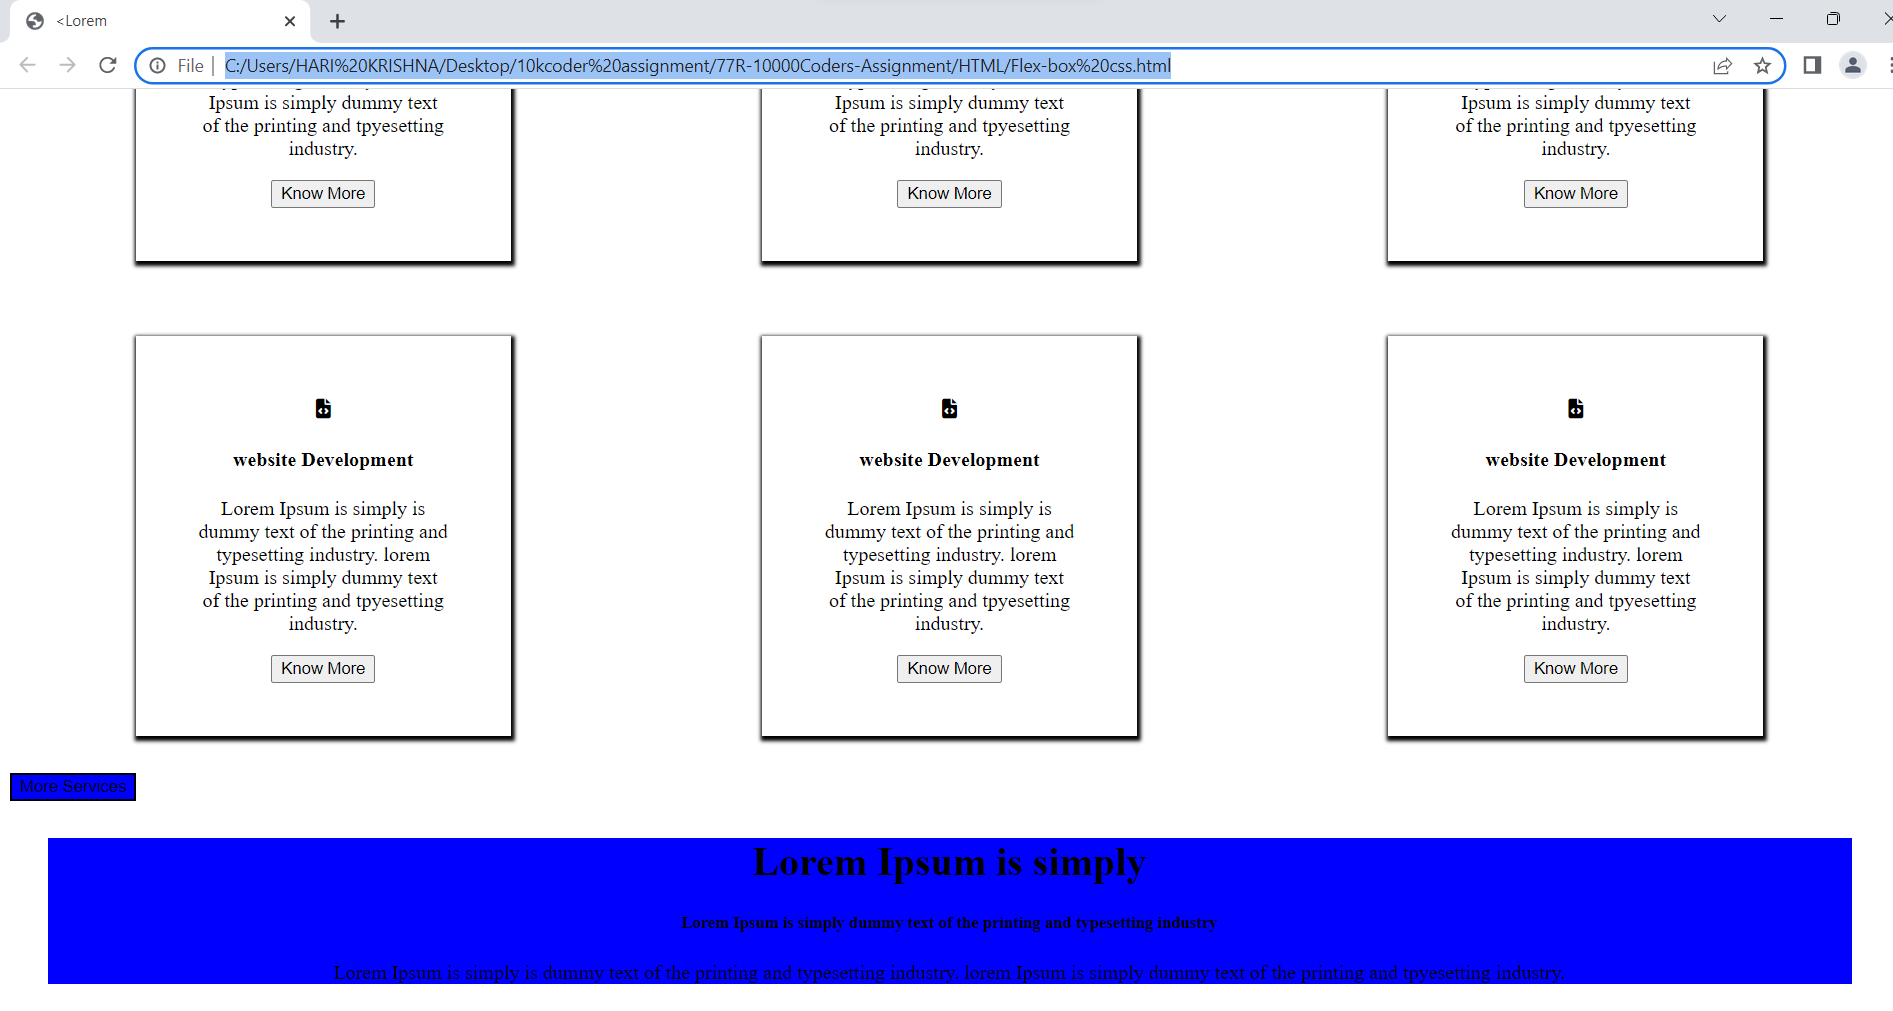 <Lorem
File | C:/Users/HARI%20KRISHNA/Desktop/10kcoder%20assignment/77R-10000Coders-Assignment/HTML/Flex-box%20css.html
Ipsum is simply dummy text
of the printing and tpyesetting
industry.
Know More
Ipsum is simply dummy text
of the printing and tpyesetting
industry.
Know More
Ipsum is simply dummy text
of the printing and tpyesetting
industry.
Know More
website Development
Lorem Ipsum is simply is
dummy text of the printing and
typesetting industry. lorem
Ipsum is simply dummy text
of the printing and tpyesetting
industry.
Know More
website Development
Lorem Ipsum is simply is
dummy text of the printing and
typesetting industry. lorem
Ipsum is simply dummy text
of the printing and tpyesetting
industry.
Know More
website Development
Lorem Ipsum is simply is
dummy text of the printing and
typesetting industry. lorem
Ipsum is simply dummy text
of the printing and tpyesetting
industry.
Know More
More Services
Lorem Ipsum is simply
Lorem Ipsum is simply dummy text of the printing and typesetting industry
Lorem Ipsum is simply is dummy text of the printing and typesetting industry. lorem Ipsum is simply dummy text of the printing and tpyesetting industry.